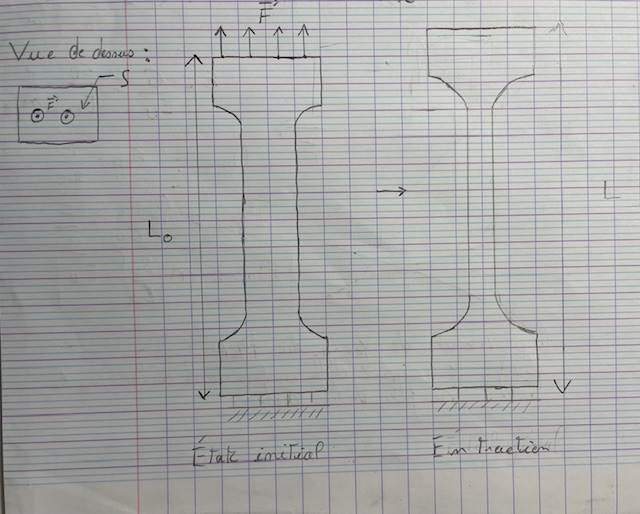 F
Vue de dessus :
S
F
L₀
L
État initial
En traction